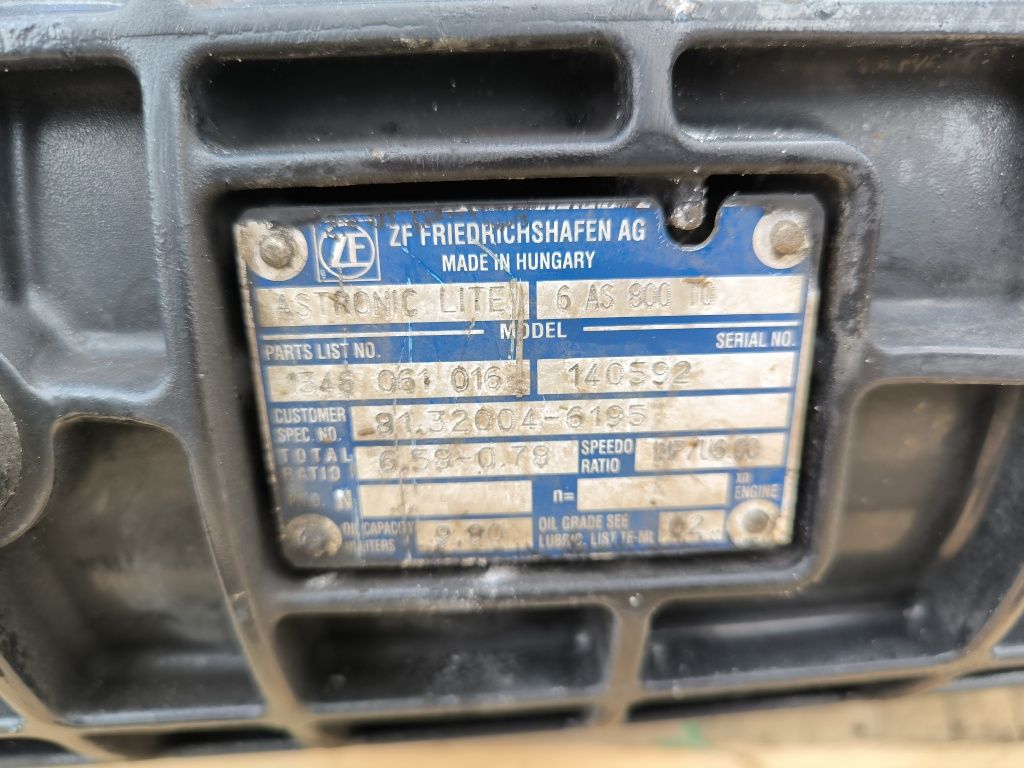 ZF
ZF FRIEDRICHSHAFEN AG
MADE IN HUNGARY
ASTRONIC LITE 6 AS 800 TO
MODEL
PARTS LIST NO. SERIAL NO.
1346 061 016 140592
CUSTOMER SPEC. NO. 81.32004-6195
TOTAL RATIO 6.58-0.78 SPEEDO RATIO
N n= ENGINE
OIL CAPACITY LITERS 9.80 OIL GRADE SEE LUBRIC. LIST TE-ML 02